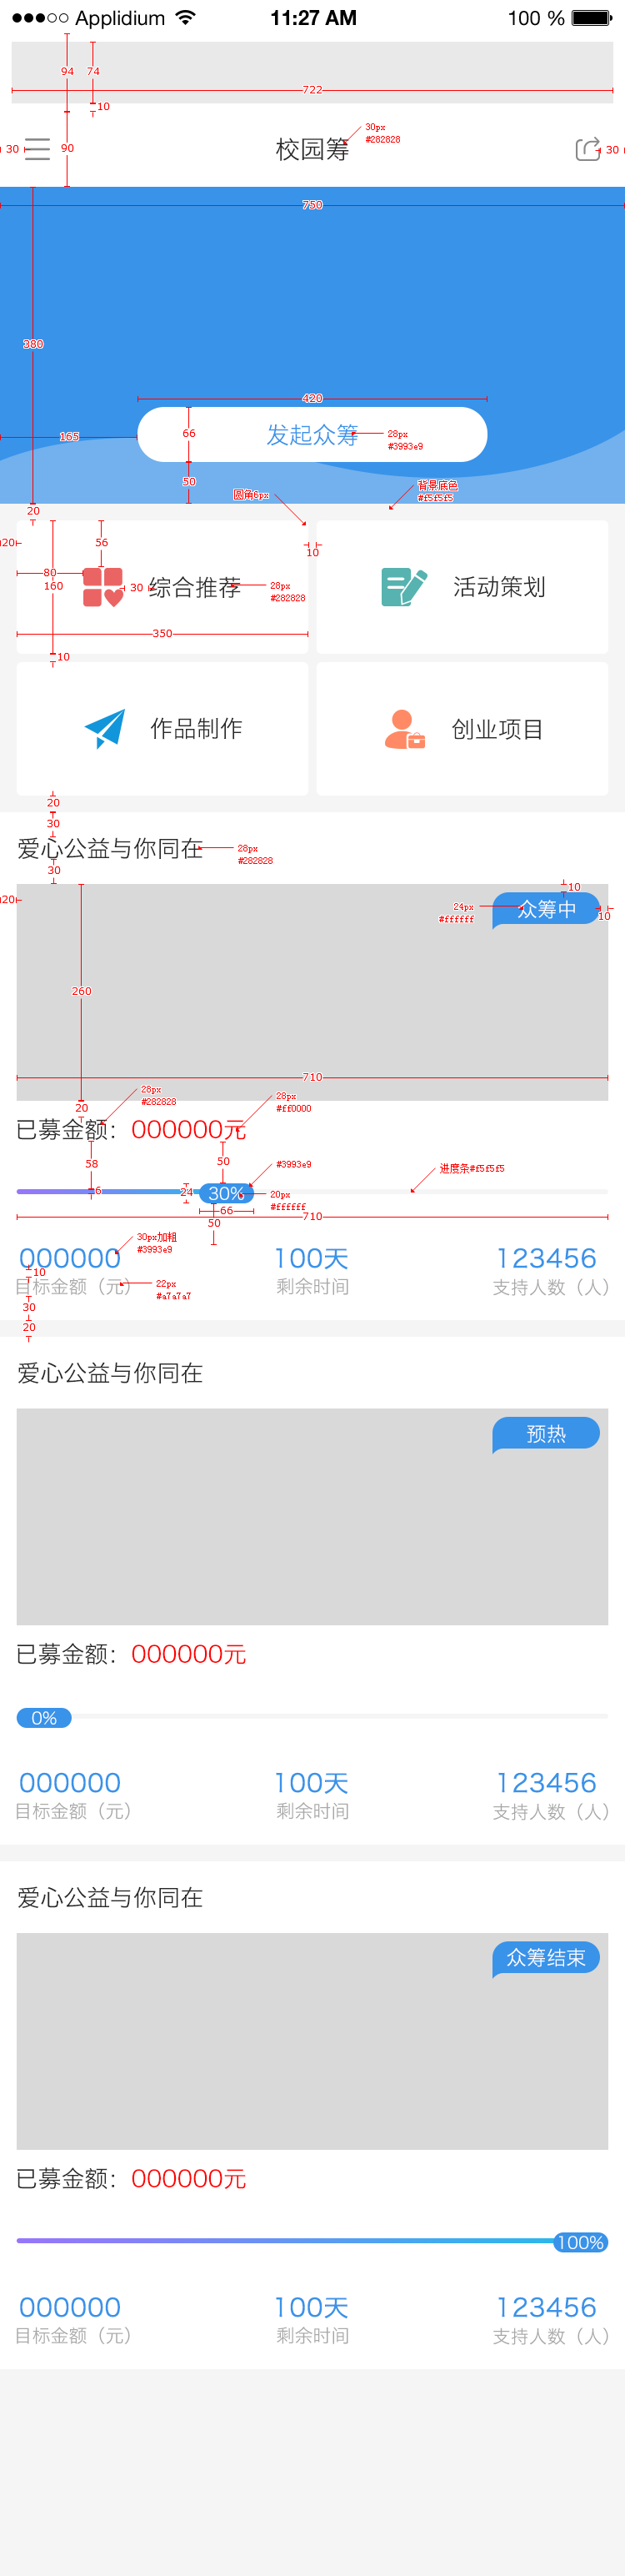 Applidium 11:27 AM 100 %
94 74
722
10
30px
#282828
30 90 校园筹 30
750
380
420
165 66 发起众筹 28px
#3993e9
50
圆角6px 背景底色
#f5f5f5
20
20 56 10
80 160 30 综合推荐 28px
#282828
活动策划
350
10
作品制作 创业项目
20
30
爱心公益与你同在 28px
#282828
30
10
20 24px
#ffffff
众筹中 10
260
710
28px
#282828
28px
#ff0000
20
已募金额：000000元
58 50 #3993e9 进度条#f5f5f5
6 24 30% 20px
#ffffff
66 710
50
30px加粗
#3993e9
000000 100天 123456
10
目标金额（元） 剩余时间 支持人数（人）
22px
#a7a7a7
30
20
爱心公益与你同在
预热
已募金额：000000元
0%
000000 100天 123456
目标金额（元） 剩余时间 支持人数（人）
爱心公益与你同在
众筹结束
已募金额：000000元
100%
000000 100天 123456
目标金额（元） 剩余时间 支持人数（人）